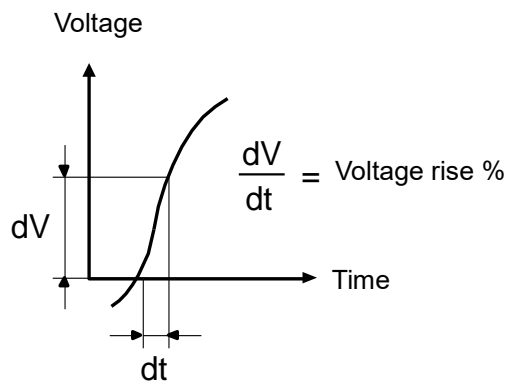 Voltage
dV
dV
dt
= Voltage rise %
Time
dt